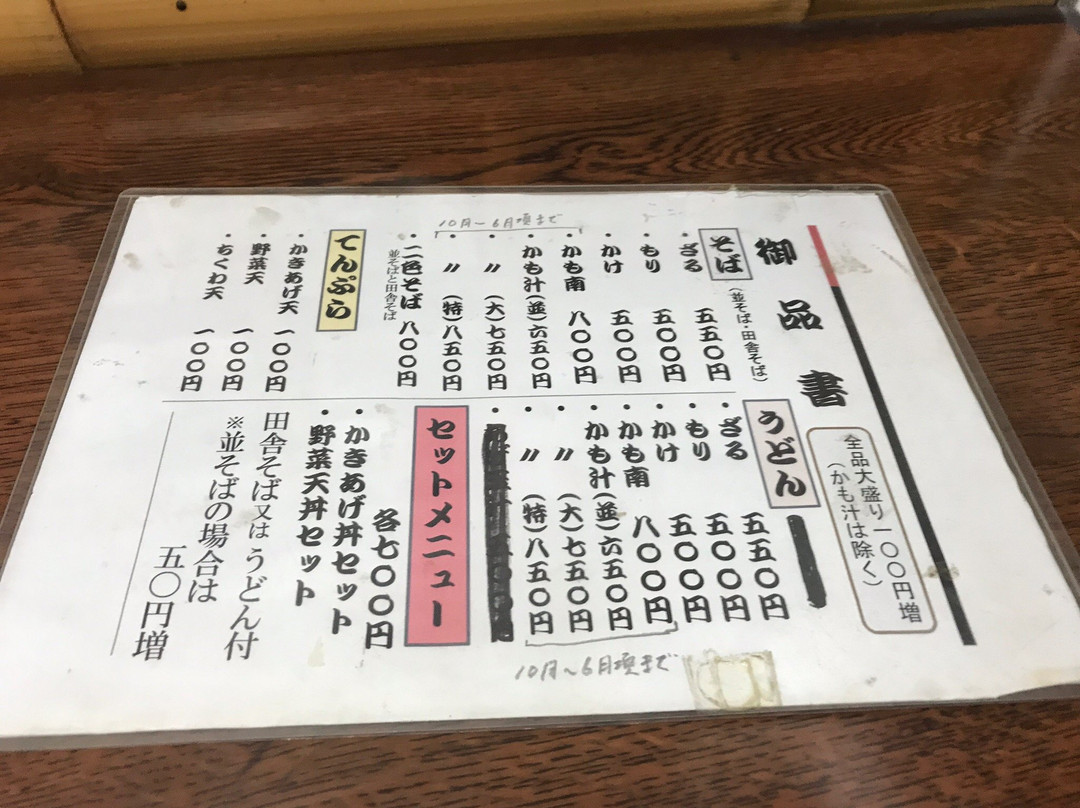 御品書
全品大盛り一〇〇円増
（かも汁は除く）
そば
（並そば・田舎そば）
・ざる 五五〇円
・もり 五〇〇円
・かけ 五〇〇円
・かも南 八〇〇円
・かも汁（並）六五〇円
・〃（大）七五〇円
・〃（特）八五〇円
10月～6月頃まで
・二色そば 八〇〇円
並そばと田舎そば
てんぷら
・かきあげ天 一〇〇円
・野菜天 一〇〇円
・ちくわ天 一〇〇円
うどん
・ざる 五五〇円
・もり 五〇〇円
・かけ 五〇〇円
・かも南 八〇〇円
・かも汁（並）六五〇円
・〃（大）七五〇円
・〃（特）八五〇円
10月～6月頃まで
セットメニュー
各七〇〇円
・かきあげ丼セット
・野菜天丼セット
田舎そば又はうどん付
※並そばの場合は
五〇円増